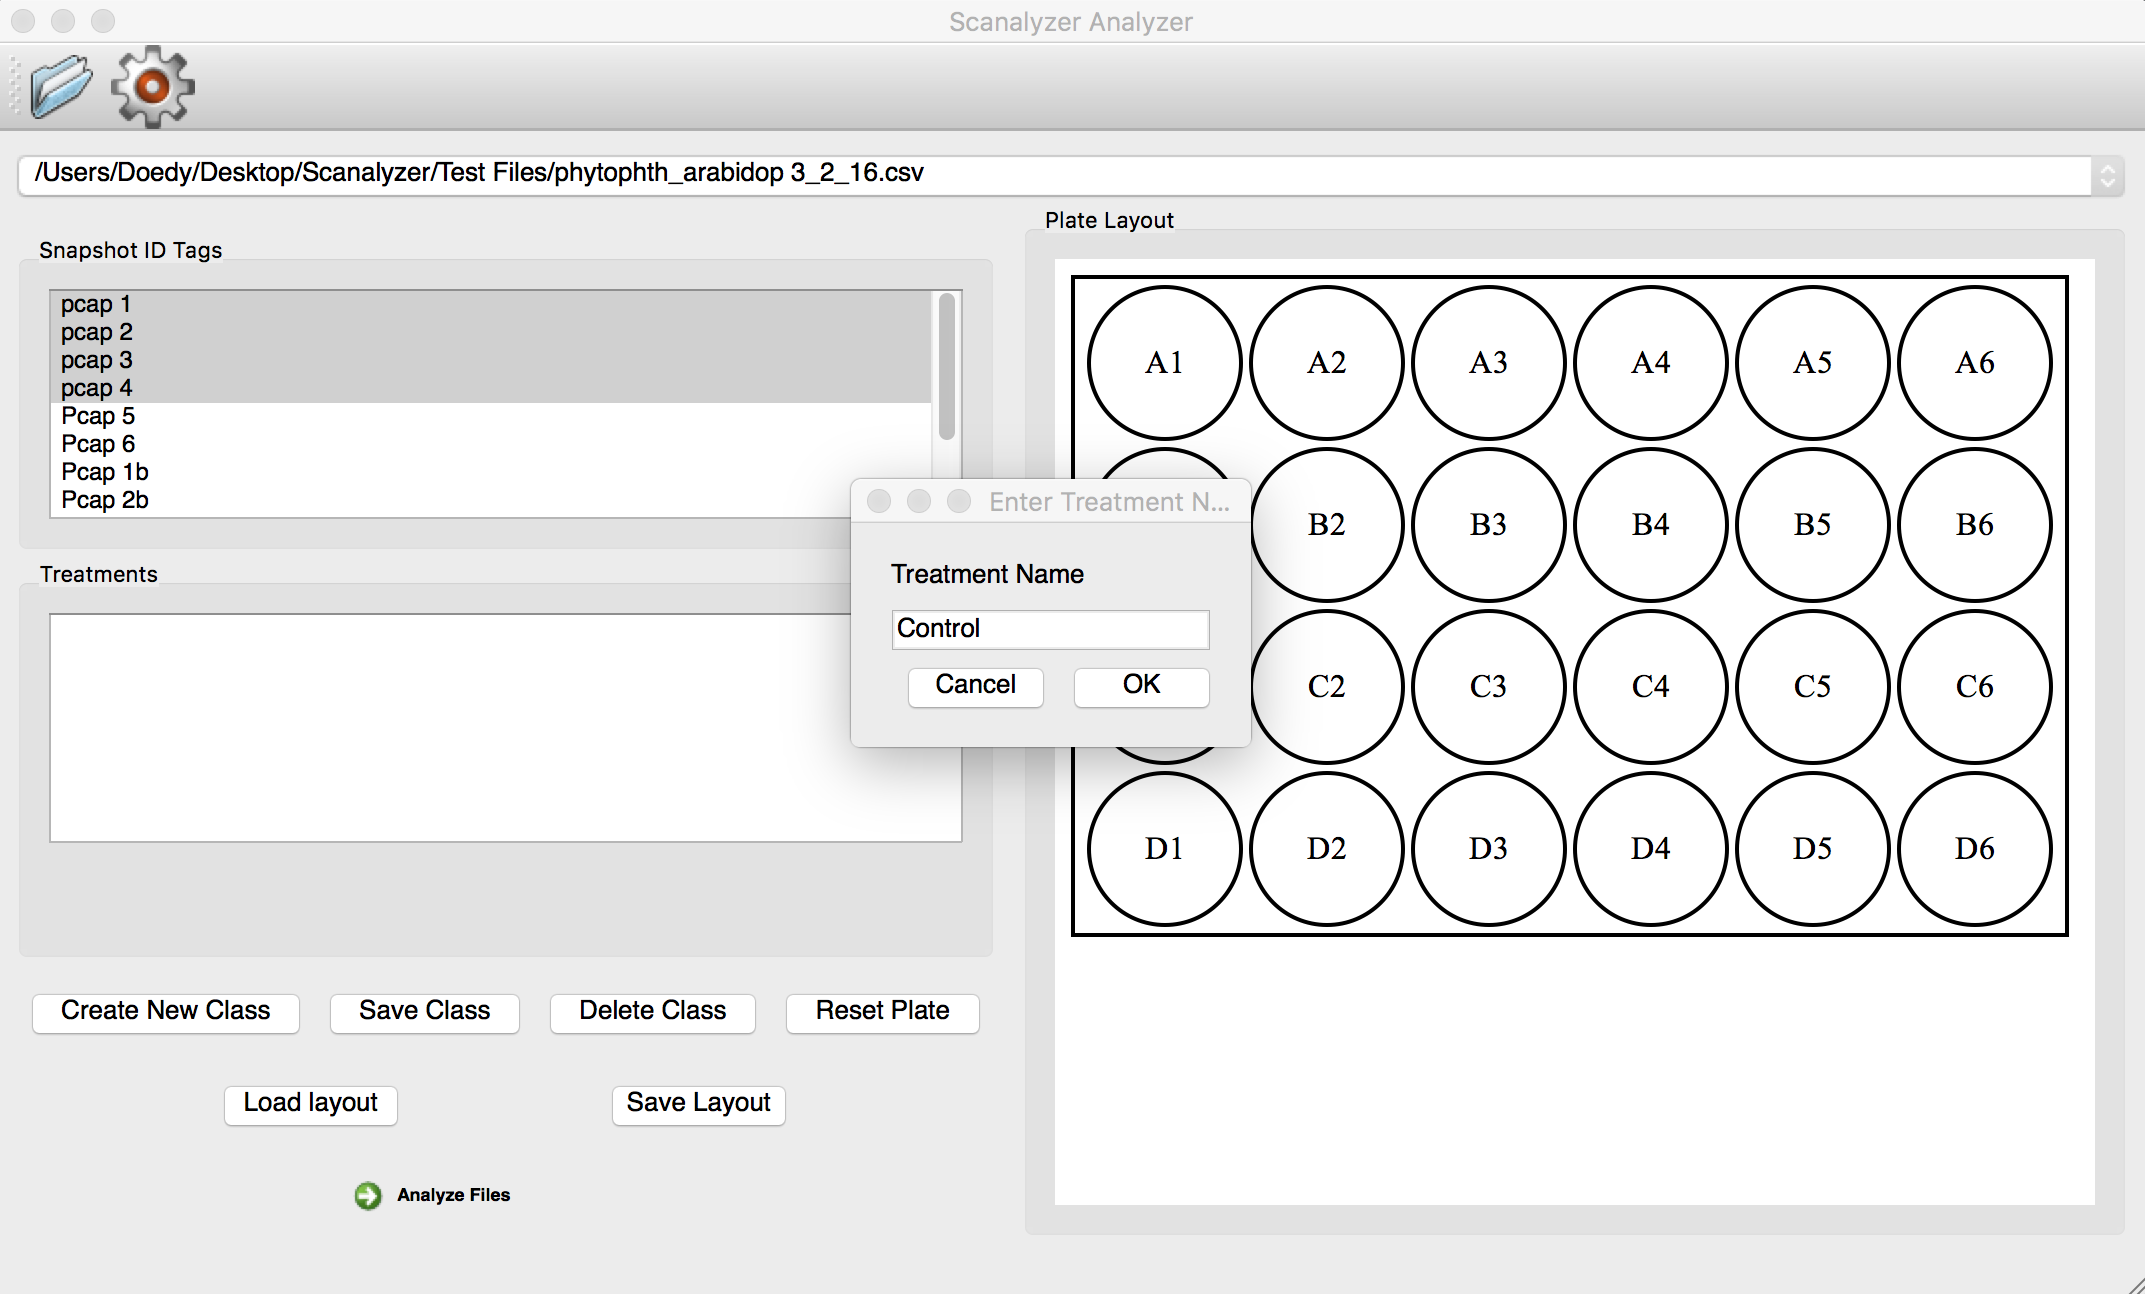 Scanalyzer Analyzer
/Users/Doedy/Desktop/Scanalyzer/Test Files/phytophth_arabidop 3_2_16.csv
Snapshot ID Tags
pcap 1
pcap 2
pcap 3
pcap 4
Pcap 5
Pcap 6
Pcap 1b
Pcap 2b
Treatments
Create New Class
Save Class
Delete Class
Reset Plate
Load layout
Save Layout
Analyze Files
Enter Treatment N...
Treatment Name
Control
Cancel
OK
Plate Layout
A1 A2 A3 A4 A5 A6
B2 B3 B4 B5 B6
C2 C3 C4 C5 C6
D1 D2 D3 D4 D5 D6